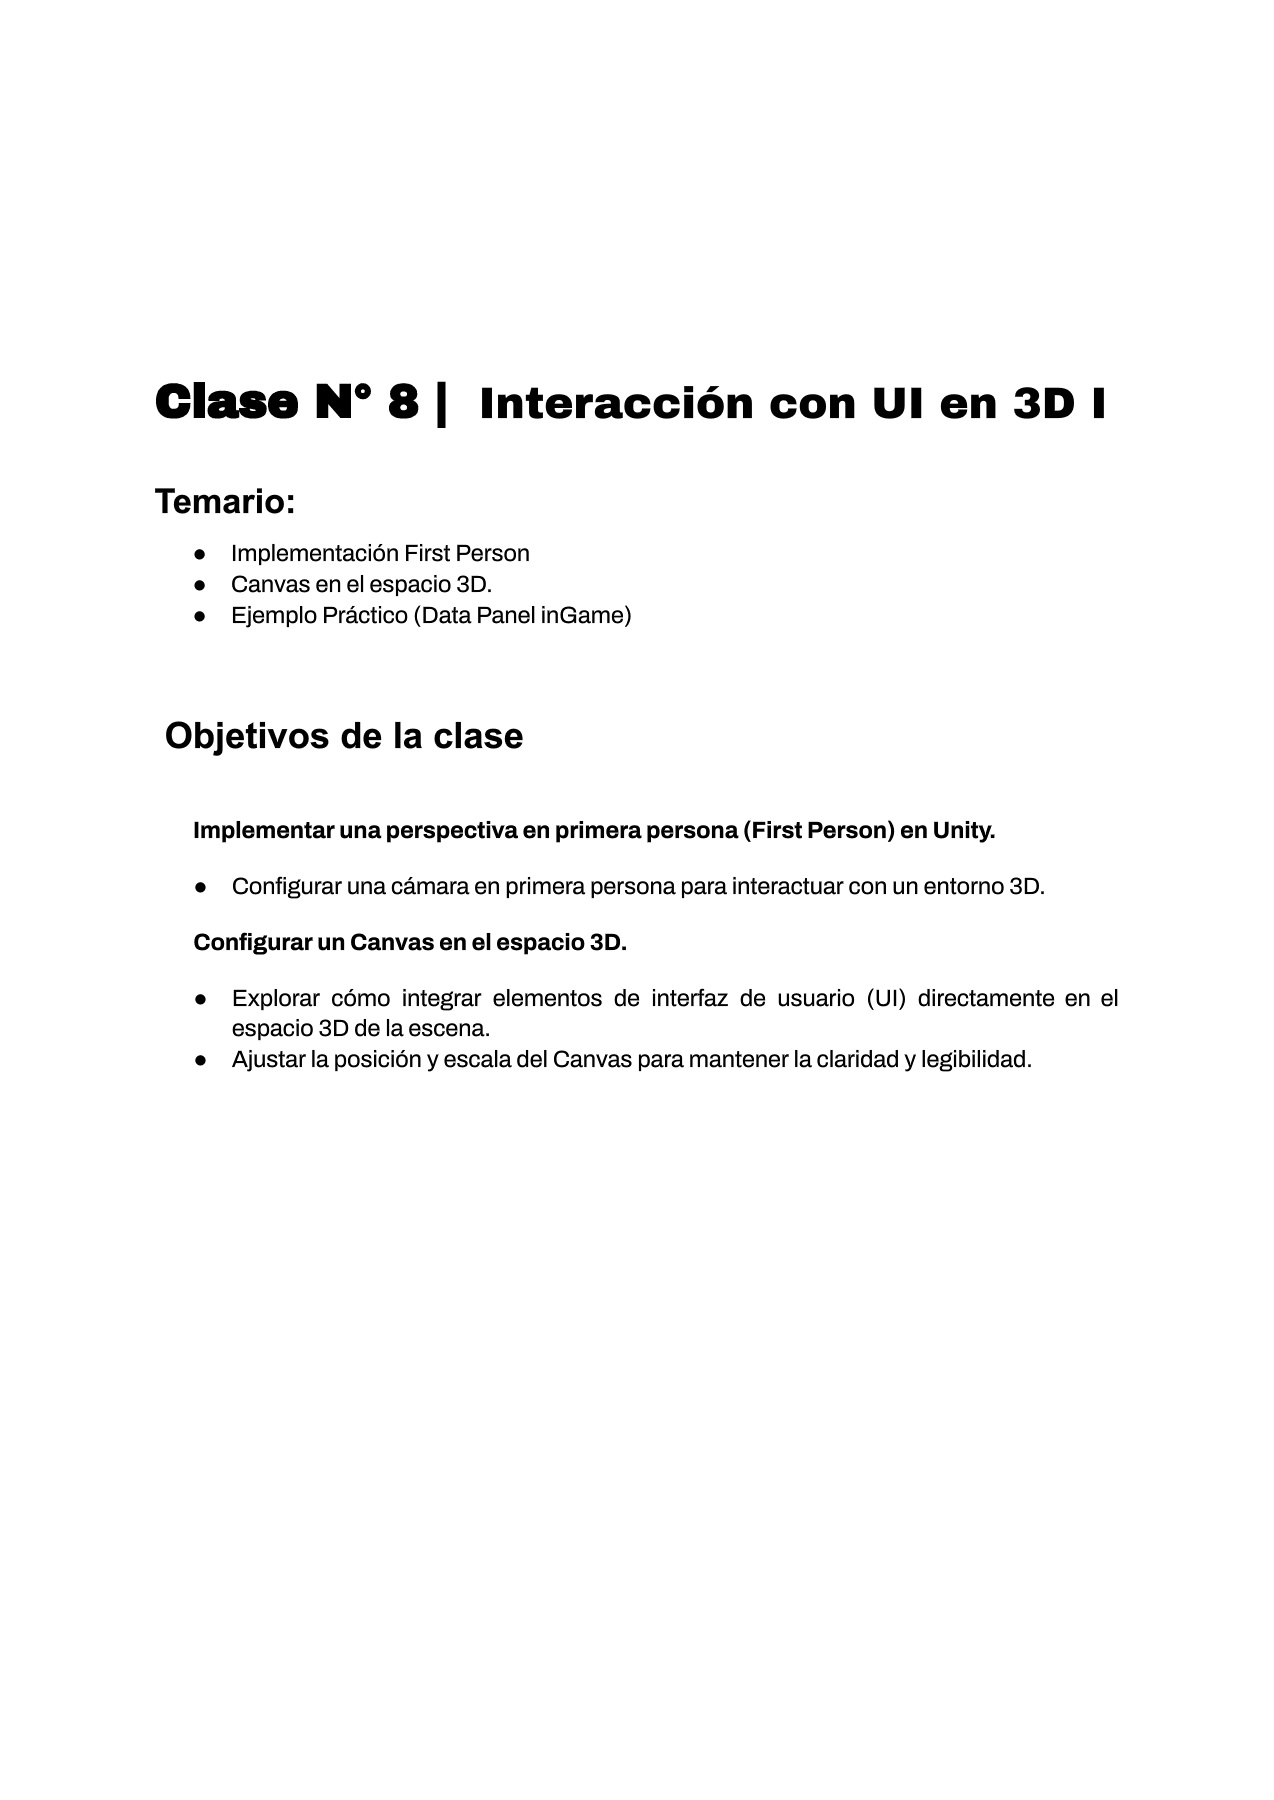 Clase N° 8 | Interacción con UI en 3D I
Temario:
● Implementación First Person
● Canvas en el espacio 3D.
● Ejemplo Práctico (Data Panel inGame)
Objetivos de la clase
Implementar una perspectiva en primera persona (First Person) en Unity.
● Configurar una cámara en primera persona para interactuar con un entorno 3D.
Configurar un Canvas en el espacio 3D.
● Explorar cómo integrar elementos de interfaz de usuario (UI) directamente en el
espacio 3D de la escena.
● Ajustar la posición y escala del Canvas para mantener la claridad y legibilidad.